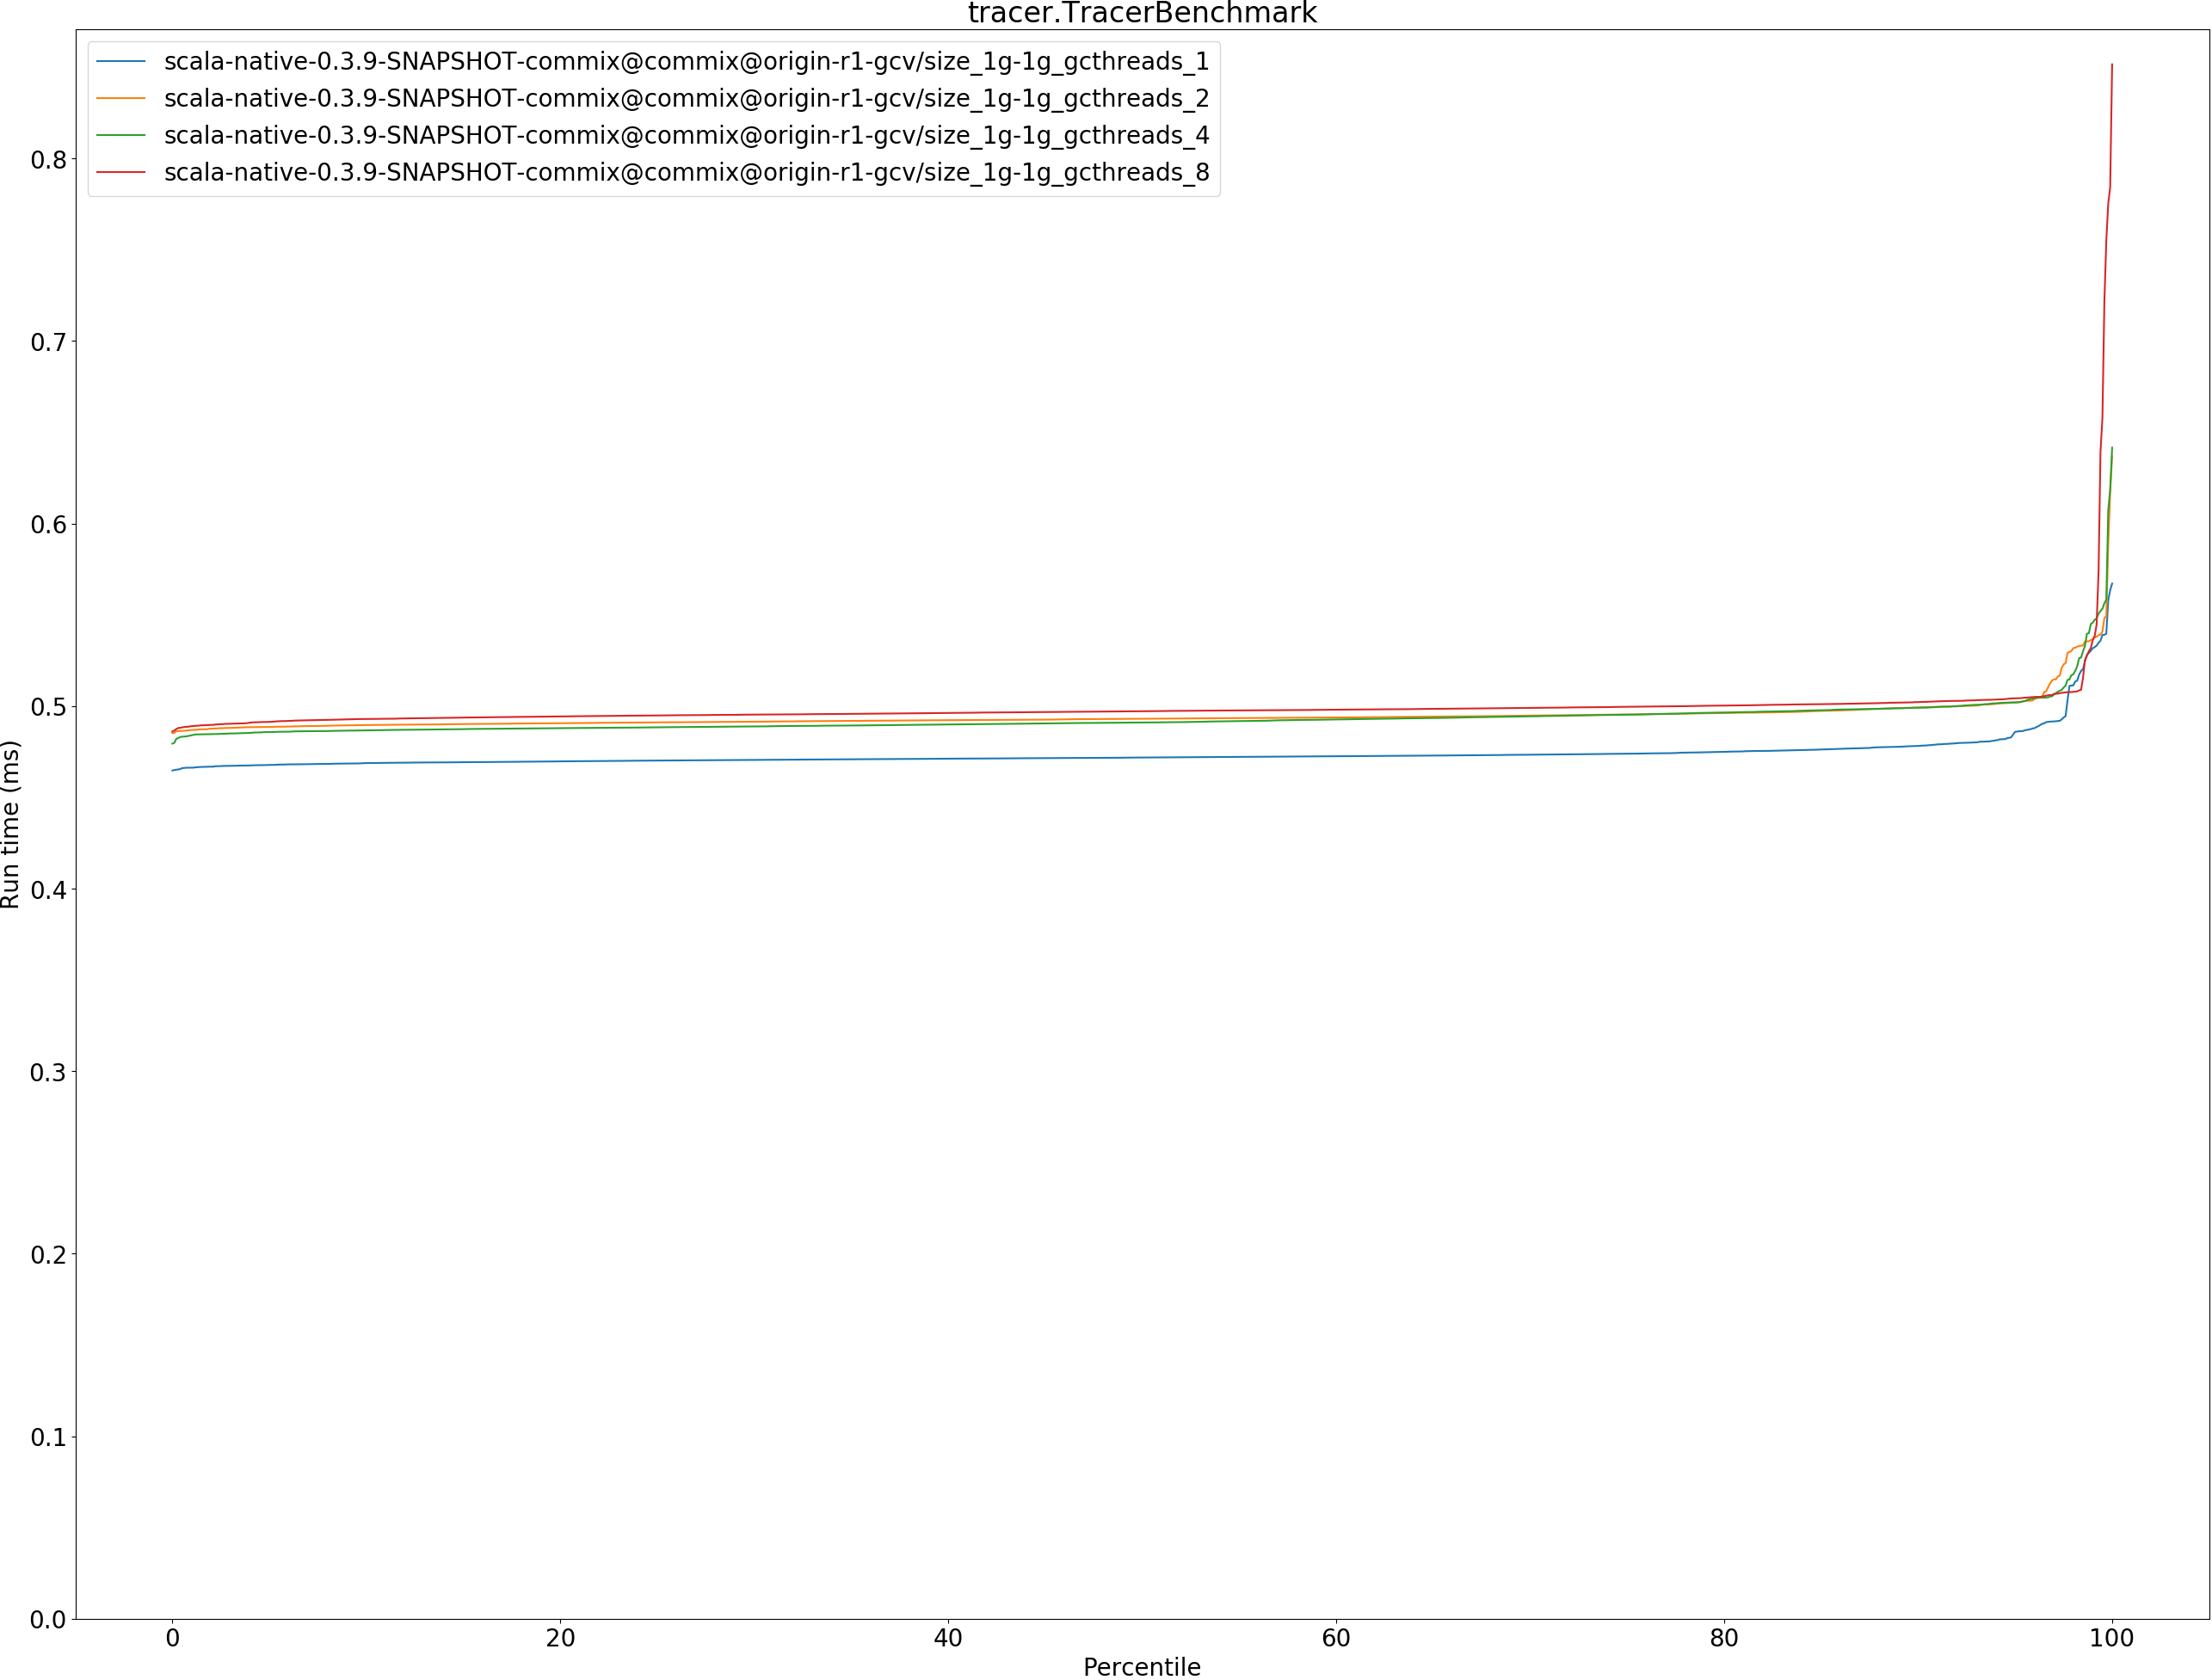 tracer.TracerBenchmark
scala-native-0.3.9-SNAPSHOT-commix@commix@origin-r1-gcv/size_1g-1g_gcthreads_1
scala-native-0.3.9-SNAPSHOT-commix@commix@origin-r1-gcv/size_1g-1g_gcthreads_2
scala-native-0.3.9-SNAPSHOT-commix@commix@origin-r1-gcv/size_1g-1g_gcthreads_4
scala-native-0.3.9-SNAPSHOT-commix@commix@origin-r1-gcv/size_1g-1g_gcthreads_8
0.8
0.7
0.6
0.5
0.4
0.3
0.2
0.1
0.0
Run time (ms)
0 20 40 60 80 100
Percentile